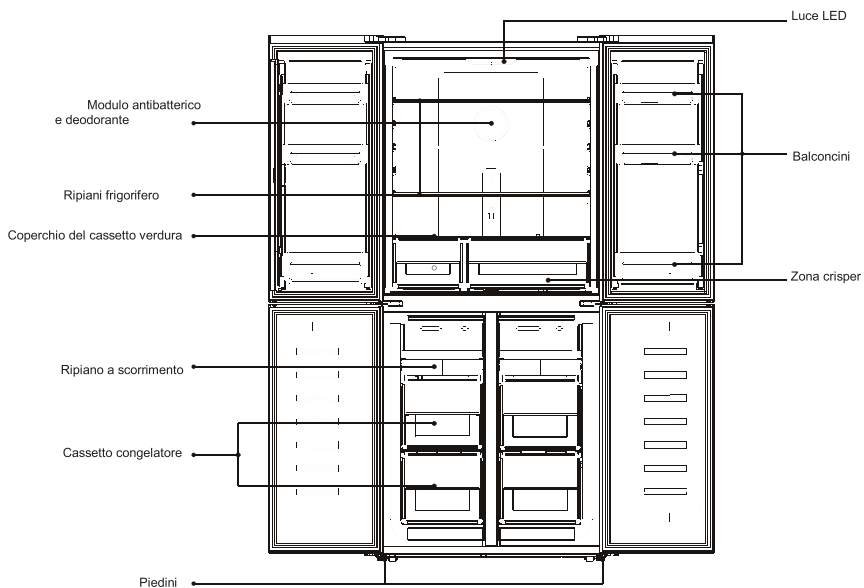 Luce LED
Modulo antibatterico
e deodorante
Balconcini
Ripiani frigorifero
Coperchio del cassetto verdura
Zona crisper
Ripiano a scorrimento
Cassetto congelatore
Piedini